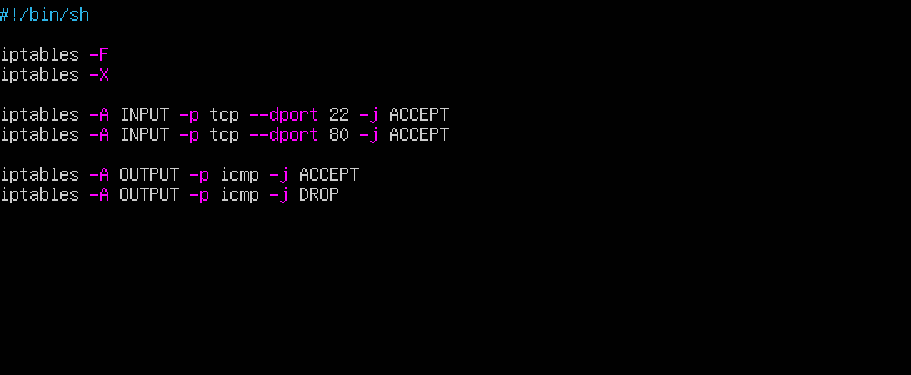 #!/bin/sh
iptables -F
iptables -X
iptables -A INPUT -p tcp --dport 22 -j ACCEPT
iptables -A INPUT -p tcp --dport 80 -j ACCEPT
iptables -A OUTPUT -p icmp -j ACCEPT
iptables -A OUTPUT -p icmp -j DROP